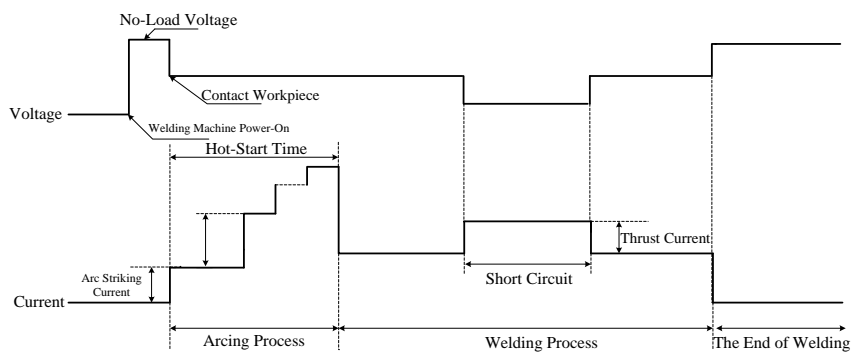 No-Load Voltage
Voltage
Contact Workpiece
Welding Machine Power-On
Hot-Start Time
Arc Striking
Current
Thrust Current
Short Circuit
Current
Arcing Process
Welding Process
The End of Welding